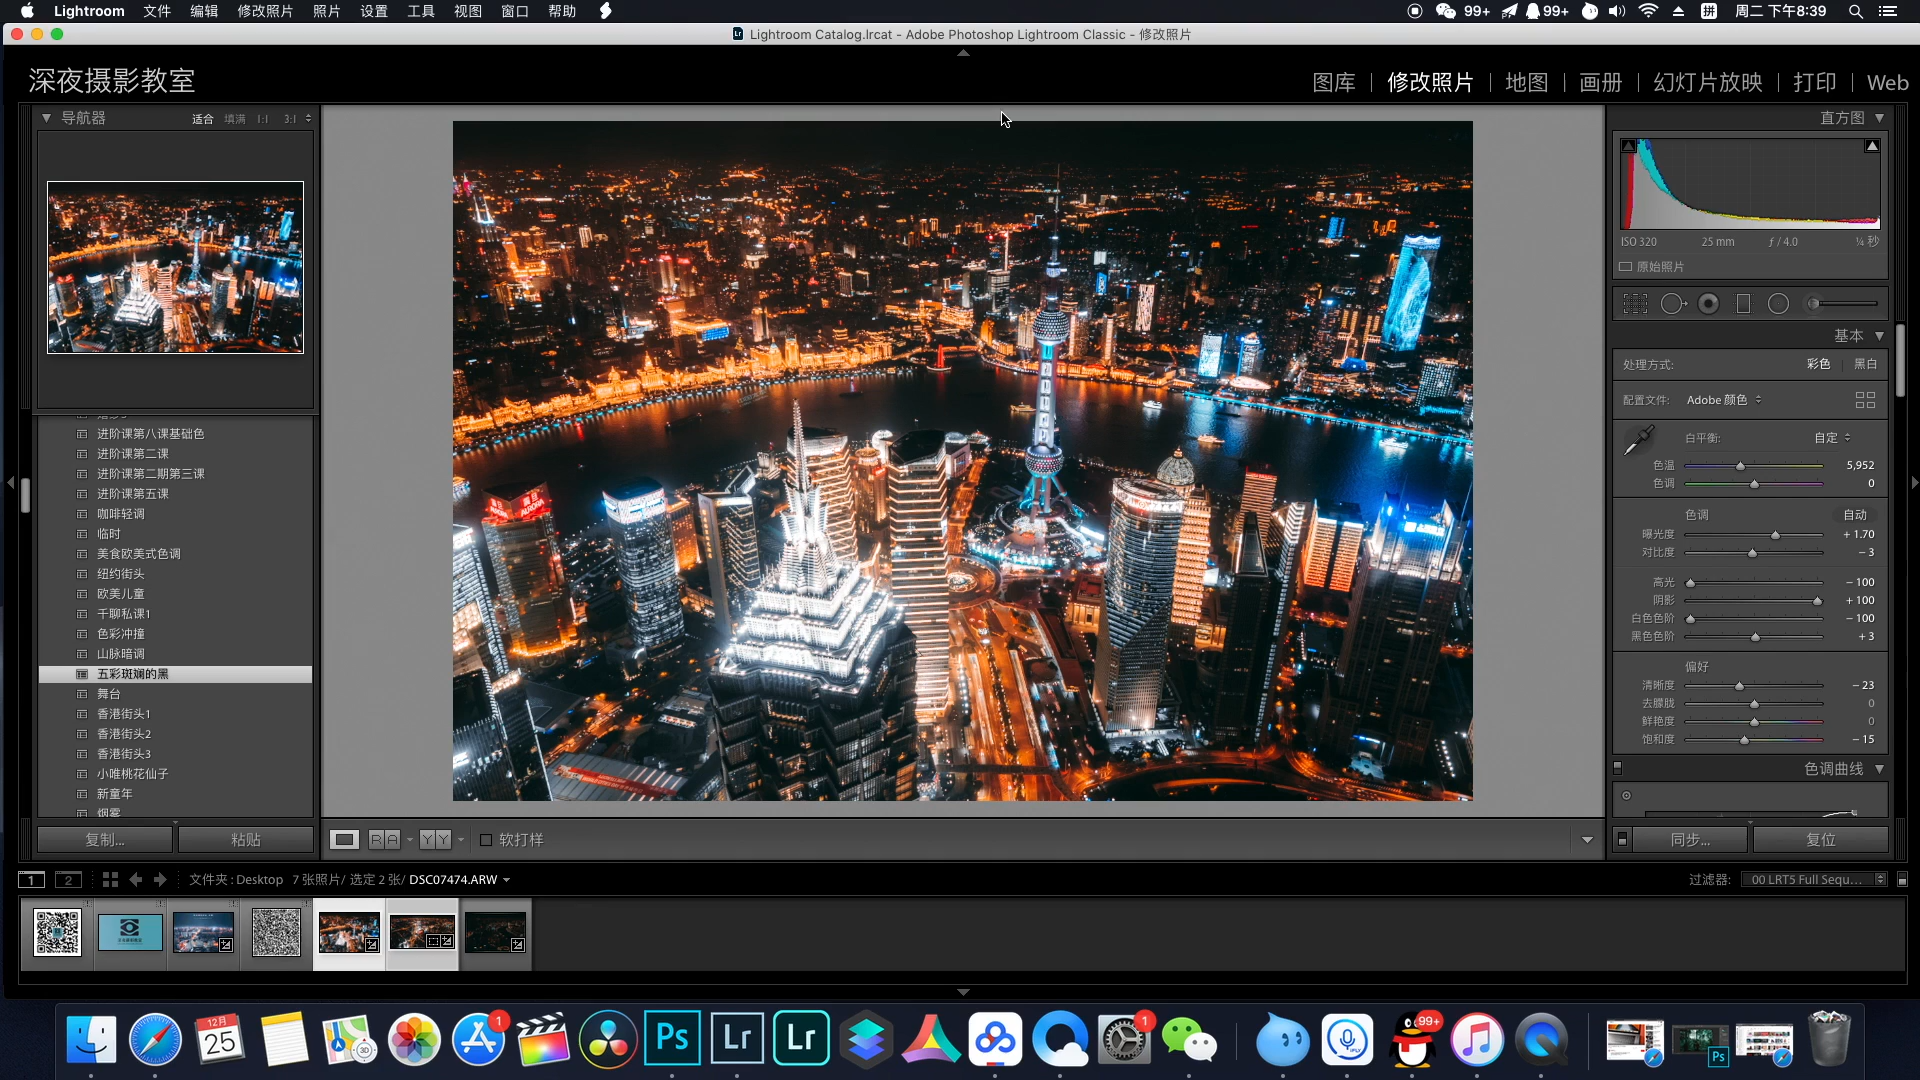 Lightroom 文件 编辑 修改照片 照片 设置 工具 视图 窗口 帮助 99+ 99+ 拼 周二 下午8:39
Lr Lightroom Catalog.lrcat - Adobe Photoshop Lightroom Classic - 修改照片
深夜摄影教室
图库 | 修改照片 | 地图 | 画册 | 幻灯片放映 | 打印 | Web
导航器 适合 填满 1:1 3:1
进阶课第八课基础色
进阶课第二课
进阶课第二期第三课
进阶课第五课
咖啡轻调
临时
美食欧美式色调
纽约街头
欧美儿童
千聊私课1
色彩冲撞
山脉暗调
五彩斑斓的黑
舞台
香港街头1
香港街头2
香港街头3
小唯桃花仙子
新童年
烟雾
复制... 粘贴
AURORA
R A Y Y 软打样
直方图
ISO 320 25 mm ƒ / 4.0 ¼ 秒
原始照片
基本
处理方式: 彩色 黑白
配置文件: Adobe 颜色
白平衡: 自定
色温 5,952
色调 0
色调 自动
曝光度 + 1.70
对比度 - 3
高光 - 100
阴影 + 100
白色色阶 - 100
黑色色阶 + 3
偏好
清晰度 - 23
去朦胧 0
鲜艳度 0
饱和度 - 15
色调曲线
同步... 复位
1 2 文件夹 : Desktop 7 张照片/ 选定 2 张/ DSC07474.ARW 过滤器: 00 LRT5 Full Sequ...
12月
25
3D
1
Ps
Lr
Lr
1
99+
Ps